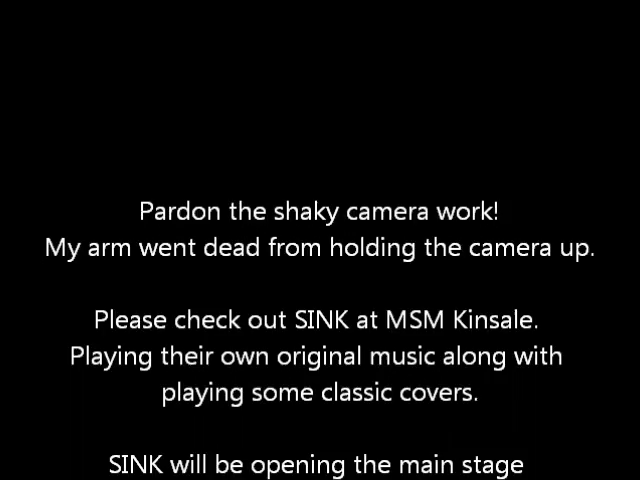 Pardon the shaky camera work!
My arm went dead from holding the camera up.
Please check out SINK at MSM Kinsale.
Playing their own original music along with
playing some classic covers.
SINK will be opening the main stage